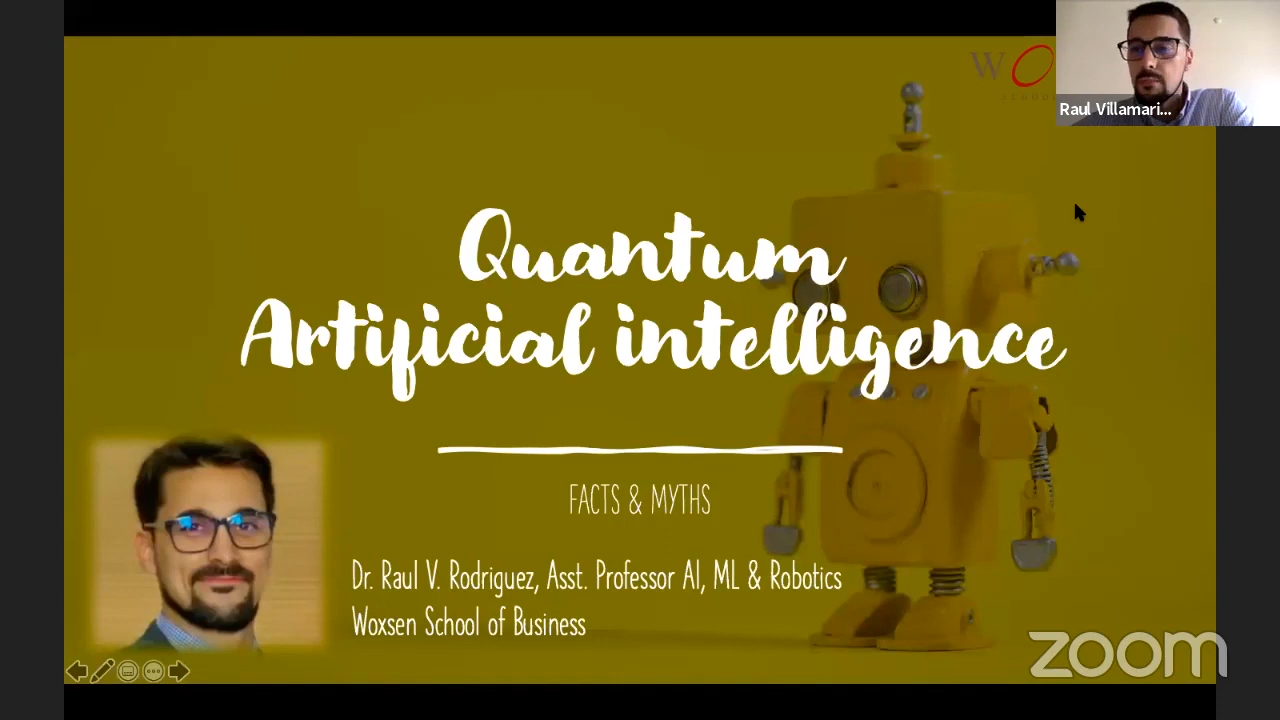 WO
Raul Villamari...
Quantum
Artificial intelligence
FACTS & MYTHS
Dr. Raul V. Rodriguez, Asst. Professor AI, ML & Robotics
Woxsen School of Business
zoom